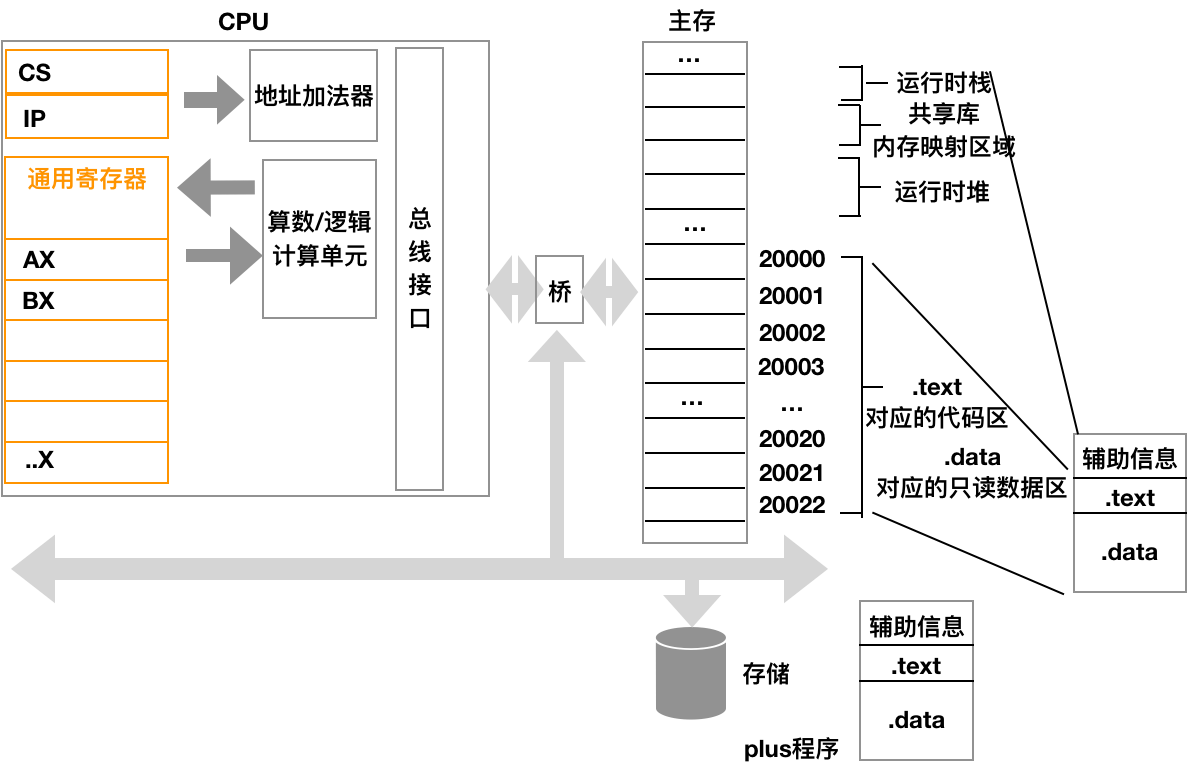 CPU
主存
CS
IP
地址加法器
通用寄存器
算数/逻辑
计算单元
AX
BX
..X
总
线
接
口
桥
...
...
...
运行时栈
共享库
内存映射区域
运行时堆
20000
20001
20002
20003
...
20020
20021
20022
.text
对应的代码区
.data
对应的只读数据区
辅助信息
.text
.data
存储
plus程序
辅助信息
.text
.data